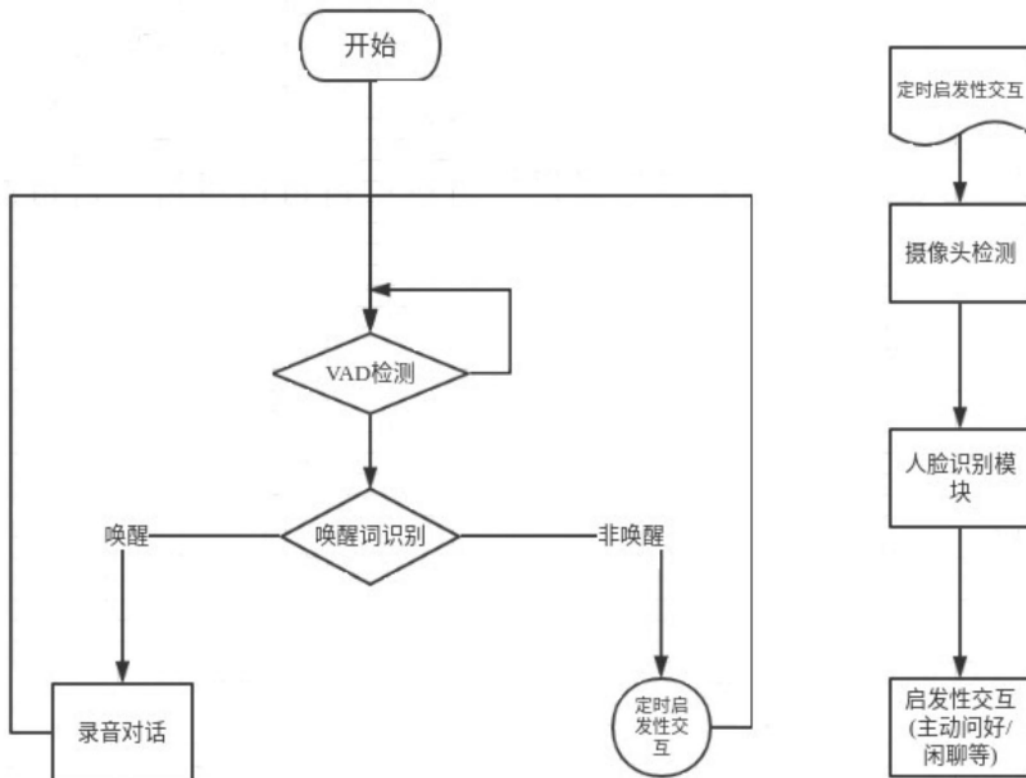 开始
VAD检测
唤醒词识别
唤醒
非唤醒
录音对话
定时启
发性交
互
定时启发性交互
摄像头检测
人脸识别模
块
启发性交互
(主动问好/
闲聊等)